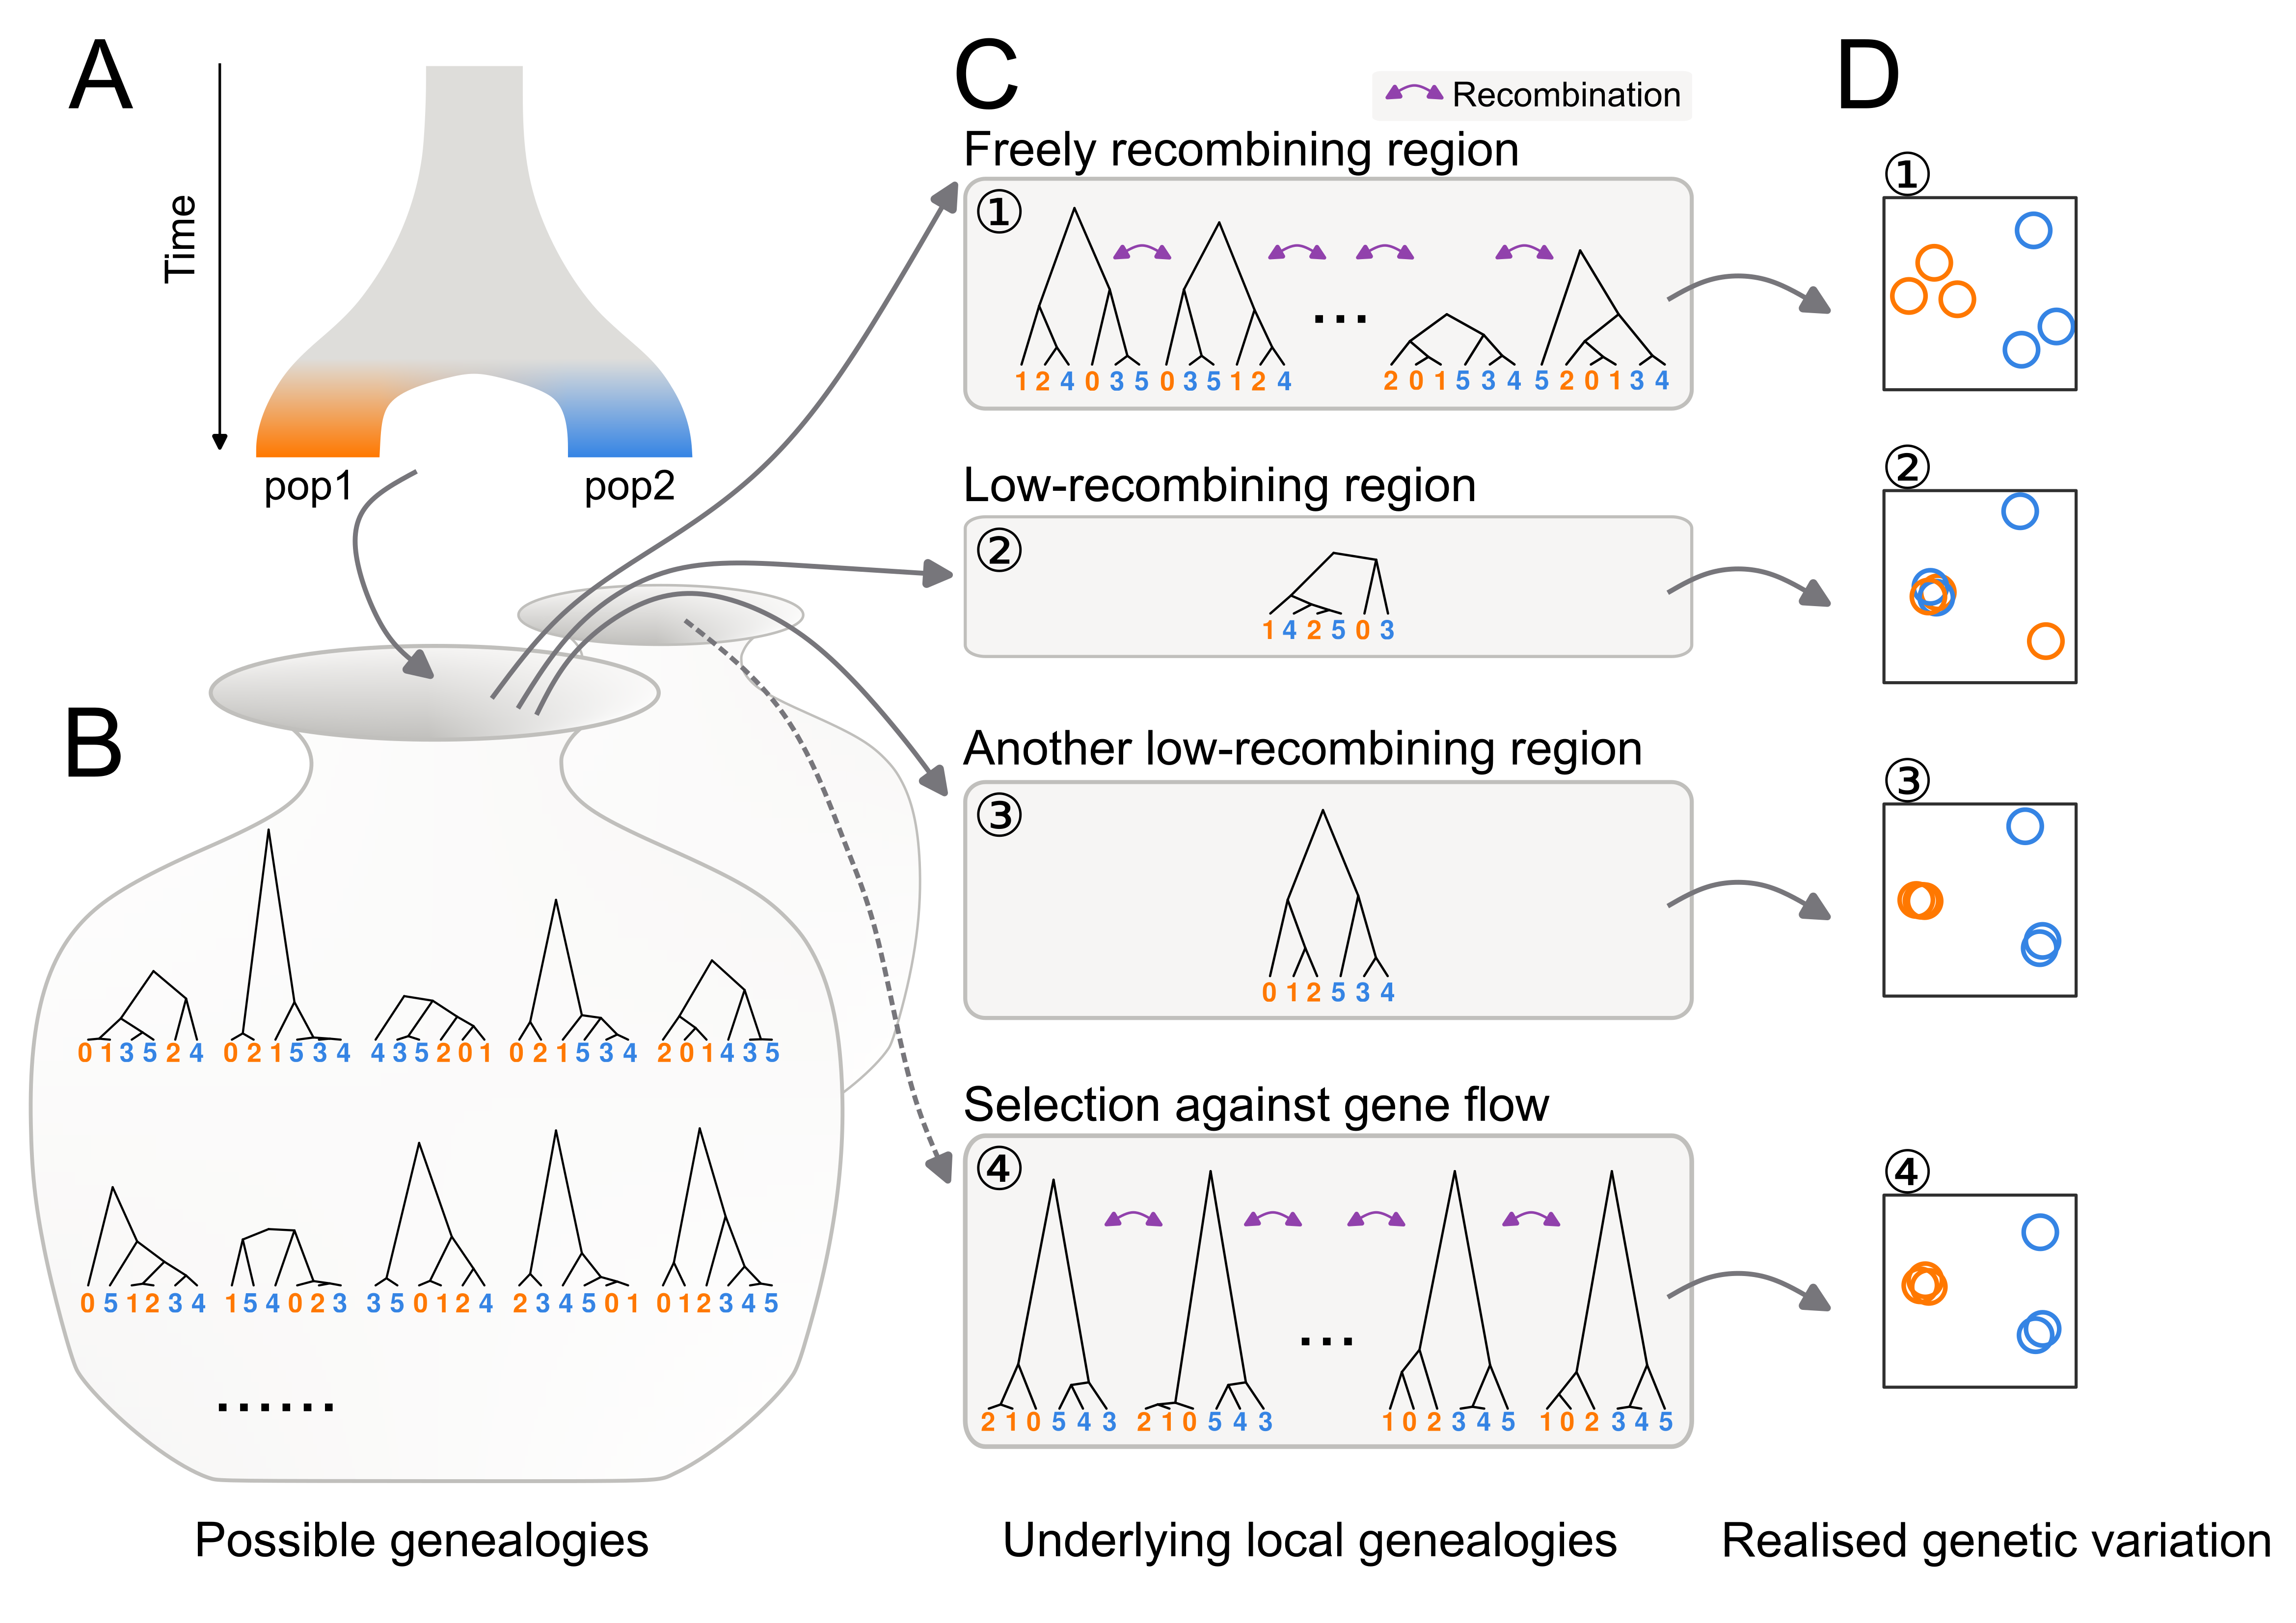 A
Time
pop1
pop2
B
0 1 3 5 2 4
0 2 1 5 3 4
4 3 5 2 0 1
0 2 1 5 3 4
2 0 1 4 3 5
0 5 1 2 3 4
1 5 4 0 2 3
3 5 0 1 2 4
2 3 4 5 0 1
0 1 2 3 4 5
......
Possible genealogies
C
Recombination
Freely recombining region
①
1 2 4 0 3 5
0 3 5 1 2 4
...
2 0 1 5 3 4
5 2 0 1 3 4
Low-recombining region
②
1 4 2 5 0 3
Another low-recombining region
③
0 1 2 5 3 4
Selection against gene flow
④
2 1 0 5 4 3
2 1 0 5 4 3
...
1 0 2 3 4 5
1 0 2 3 4 5
Underlying local genealogies
D
①
②
③
④
Realised genetic variation